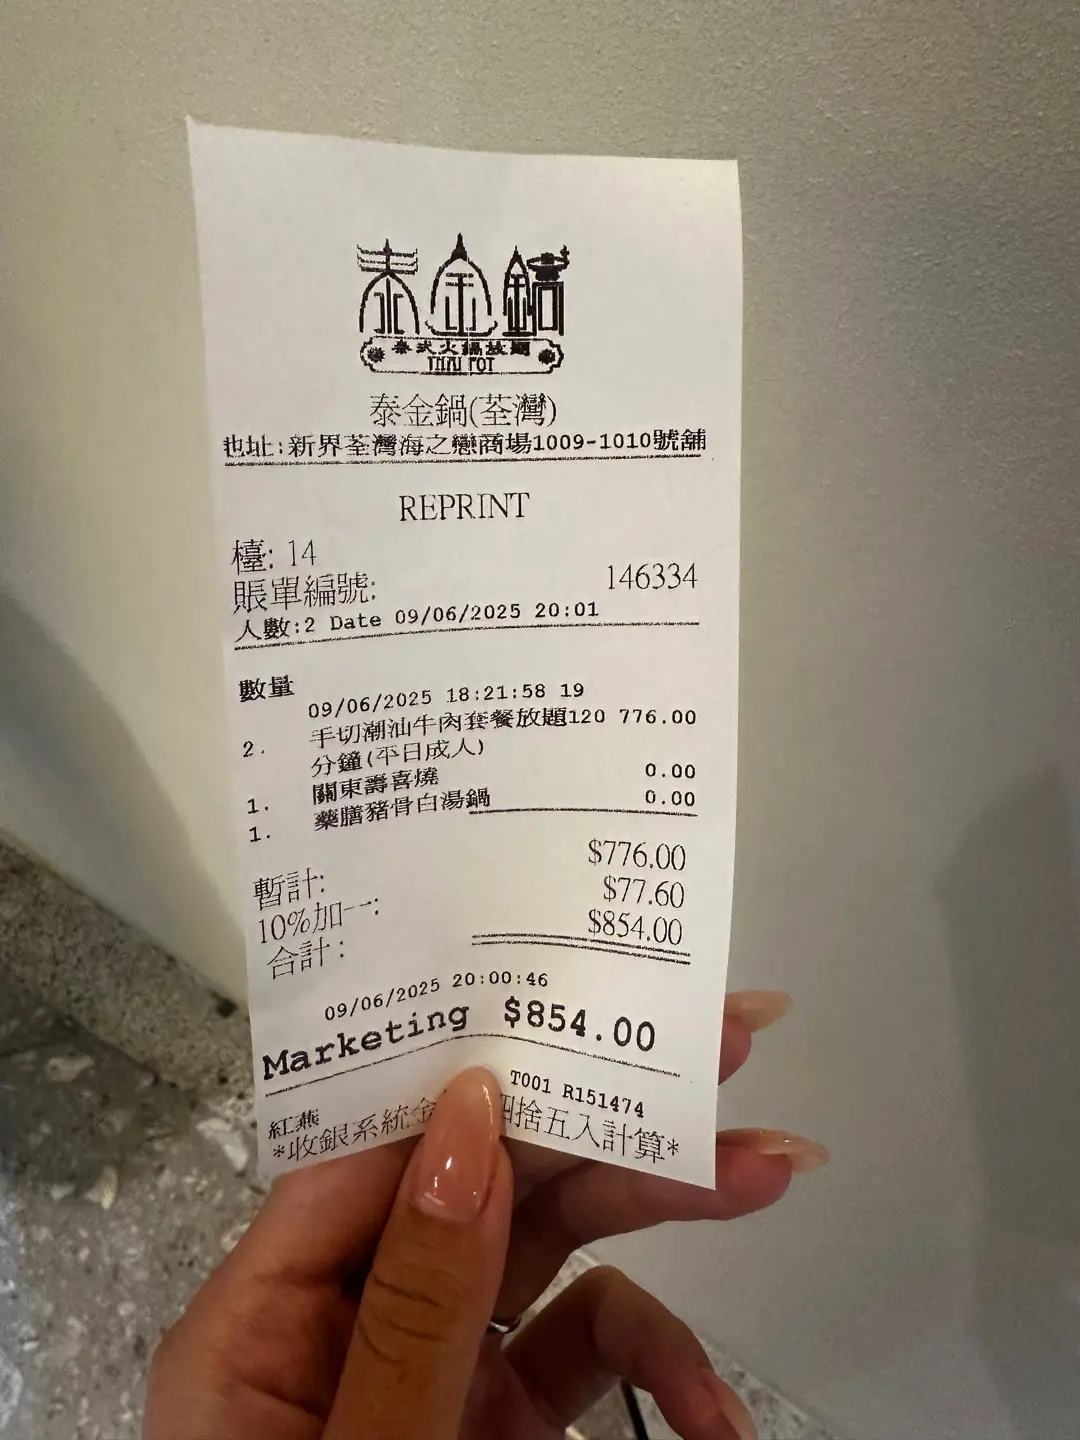 泰金鍋
泰式火鍋放題
THAI POT
泰金鍋(荃灣)
地址:新界荃灣海之戀商場1009-1010號舖
REPRINT
檯: 14
賬單編號: 146334
人數:2 Date 09/06/2025 20:01
數量
09/06/2025 18:21:58 19
2. 手切潮汕牛肉套餐放題120 776.00
分鐘(平日成人)
1. 關東壽喜燒 0.00
1. 藥膳豬骨白湯鍋 0.00
暫計: $776.00
10%加一: $77.60
合計: $854.00
09/06/2025 20:00:46
Marketing $854.00
T001 R151474
紅燕
*收銀系統金 四捨五入計算*